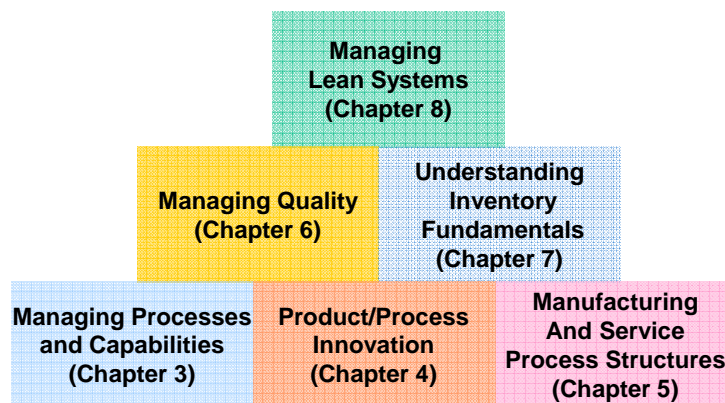 Managing
Lean Systems
(Chapter 8)
Managing Quality
(Chapter 6)
Understanding
Inventory
Fundamentals
(Chapter 7)
Managing Processes
and Capabilities
(Chapter 3)
Product/Process
Innovation
(Chapter 4)
Manufacturing
And Service
Process Structures
(Chapter 5)